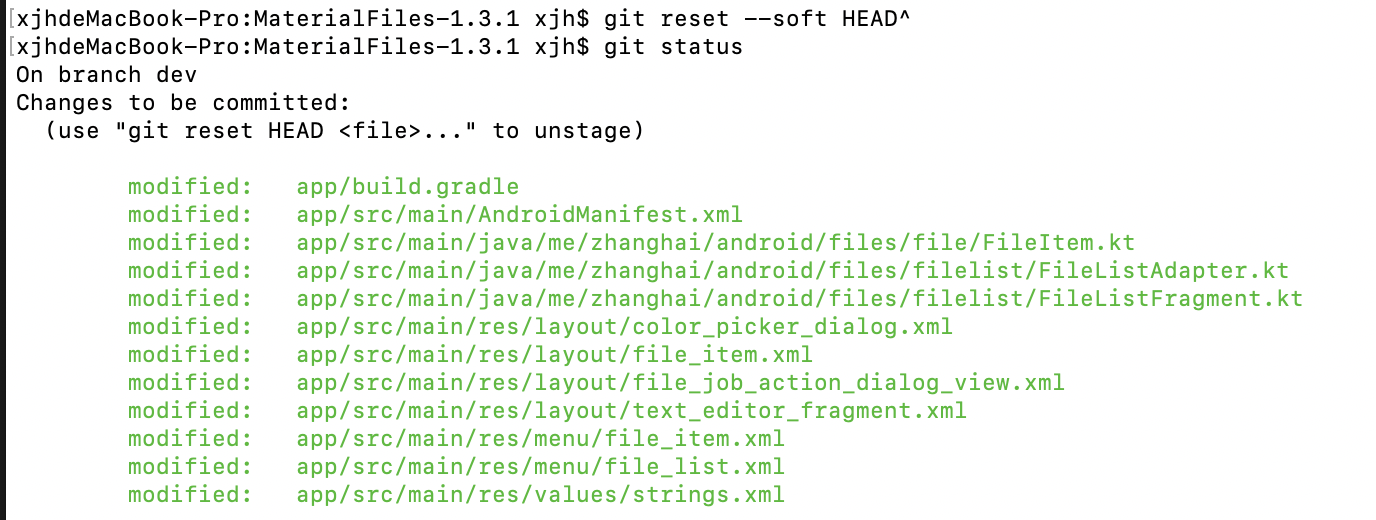 [xjhdeMacBook-Pro:MaterialFiles-1.3.1 xjh$ git reset --soft HEAD^
[xjhdeMacBook-Pro:MaterialFiles-1.3.1 xjh$ git status
On branch dev
Changes to be committed:
  (use "git reset HEAD <file>..." to unstage)
        modified:   app/build.gradle
        modified:   app/src/main/AndroidManifest.xml
        modified:   app/src/main/java/me/zhanghai/android/files/file/FileItem.kt
        modified:   app/src/main/java/me/zhanghai/android/files/filelist/FileListAdapter.kt
        modified:   app/src/main/java/me/zhanghai/android/files/filelist/FileListFragment.kt
        modified:   app/src/main/res/layout/color_picker_dialog.xml
        modified:   app/src/main/res/layout/file_item.xml
        modified:   app/src/main/res/layout/file_job_action_dialog_view.xml
        modified:   app/src/main/res/layout/text_editor_fragment.xml
        modified:   app/src/main/res/menu/file_item.xml
        modified:   app/src/main/res/menu/file_list.xml
        modified:   app/src/main/res/values/strings.xml